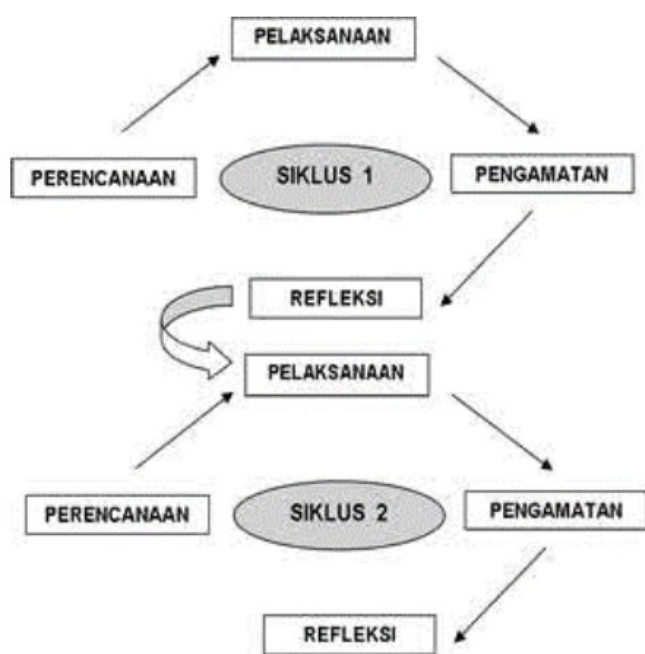 PELAKSANAAN
PERENCANAAN
SIKLUS 1
PENGAMATAN
REFLEKSI
PELAKSANAAN
PERENCANAAN
SIKLUS 2
PENGAMATAN
REFLEKSI